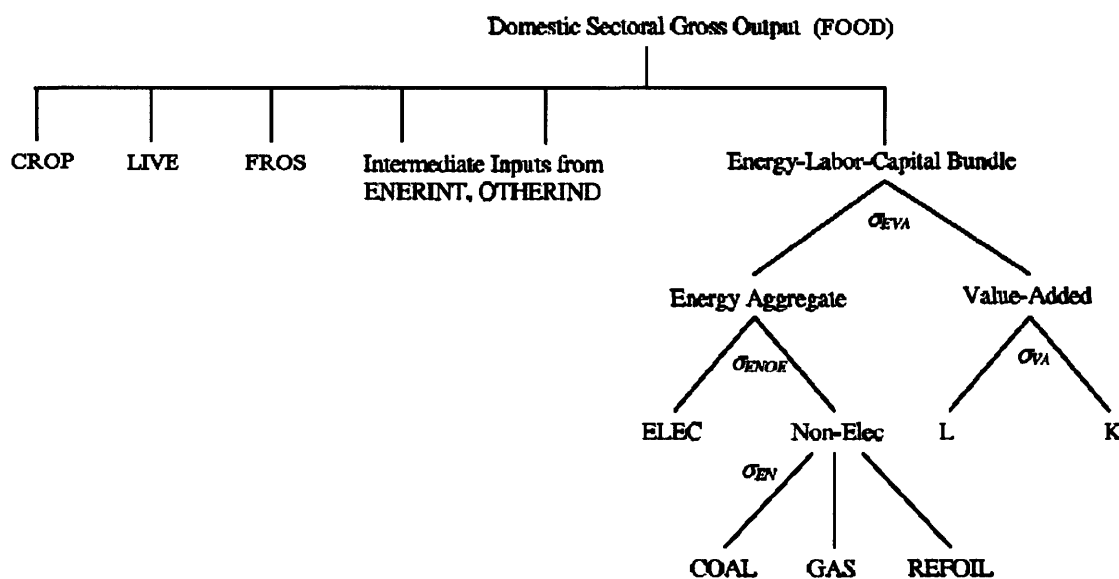 Domestic Sectoral Gross Output (FOOD)
CROP
LIVE
FROS
Intermediate Inputs from
ENERINT, OTHERIND
Energy-Labor-Capital Bundle
σEVA
Energy Aggregate
Value-Added
σENOE
σVA
ELEC
Non-Elec
L
K
σEN
COAL
GAS
REFOIL